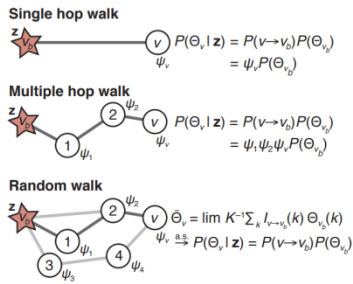 Single hop walk
z
v_b
v
ψ_v
P(Θ_v | z) = P(v→v_b)P(Θ_{v_b})
= ψ_v P(Θ_{v_b})
Multiple hop walk
z
v_b
1
ψ_1
2
ψ_2
v
ψ_v
P(Θ_v | z) = P(v→v_b)P(Θ_{v_b})
= ψ_1ψ_2ψ_v P(Θ_{v_b})
Random walk
z
v_b
1
ψ_1
2
ψ_2
v
ψ_v
3
ψ_3
4
ψ_4
Θ̃_v = lim K⁻¹Σ_k I_{v→v_b}(k) Θ_{v_b}(k)
a.s.
→ P(Θ_v | z) = P(v→v_b)P(Θ_{v_b})